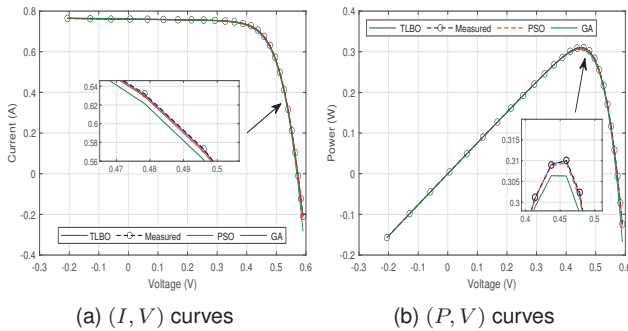 0.8
0.6
0.4
0.2
0
-0.2
-0.4
Current (A)
0.64
0.62
0.6
0.58
0.56
0.47 0.48 0.49 0.5
TLBO Measured PSO GA
-0.3 -0.2 -0.1 0 0.1 0.2 0.3 0.4 0.5 0.6
Voltage (V)
(a) (I, V) curves
0.4
0.3
0.2
0.1
0
-0.1
-0.2
Power (W)
TLBO Measured PSO GA
0.315
0.31
0.305
0.3
0.4 0.45 0.5
-0.3 -0.2 -0.1 0 0.1 0.2 0.3 0.4 0.5 0.6
Voltage (V)
(b) (P, V) curves